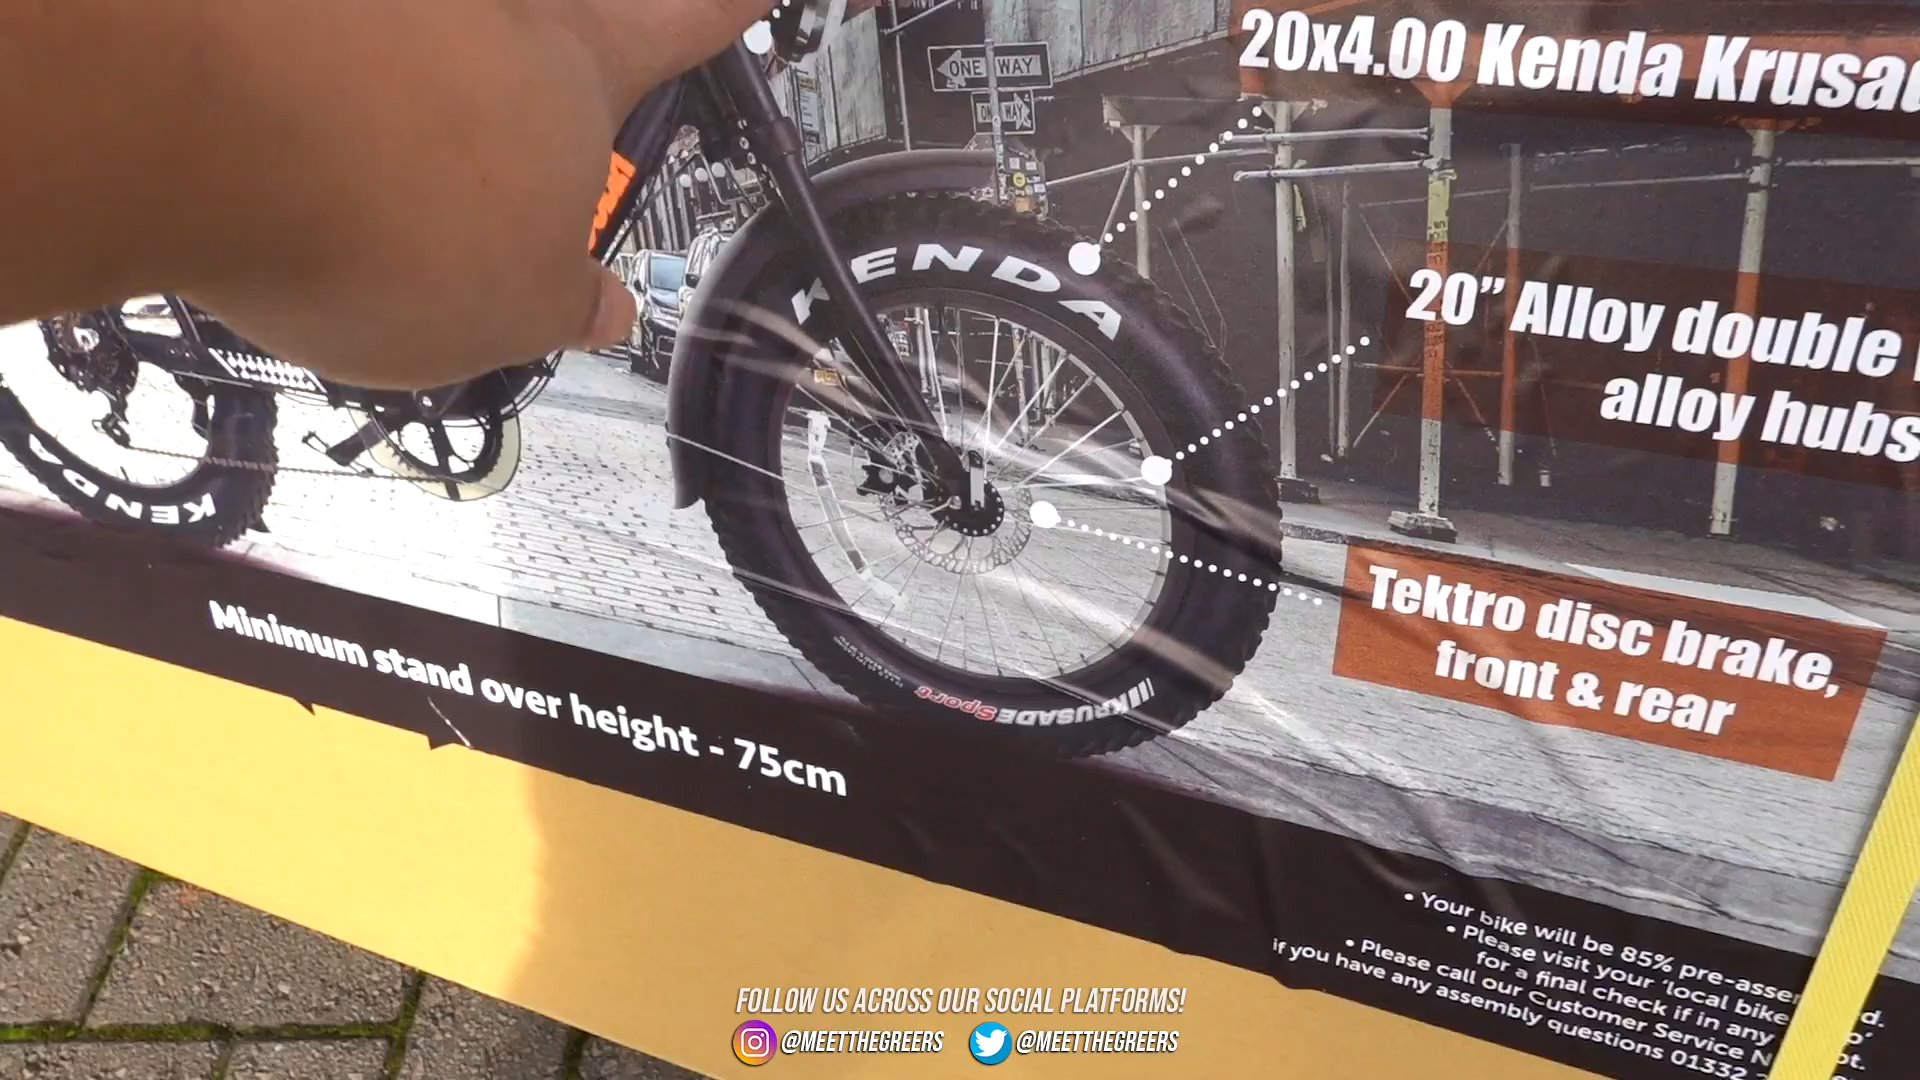 20x4.00 Kenda
ONE WAY
ONE WAY
KENDA
20” Alloy double
alloy hubs
KENDA
Tektro disc brake,
front & rear
KRUSADE Sport
Minimum stand over height - 75cm
• Your bike will be 85%
• Please visit your 'local bike
for a final check if in any
• Please call our Customer Service
if you have any assembly questions 01332
FOLLOW US ACROSS OUR SOCIAL PLATFORMS!
@MEETTHEGREERS @MEETTHEGREERS